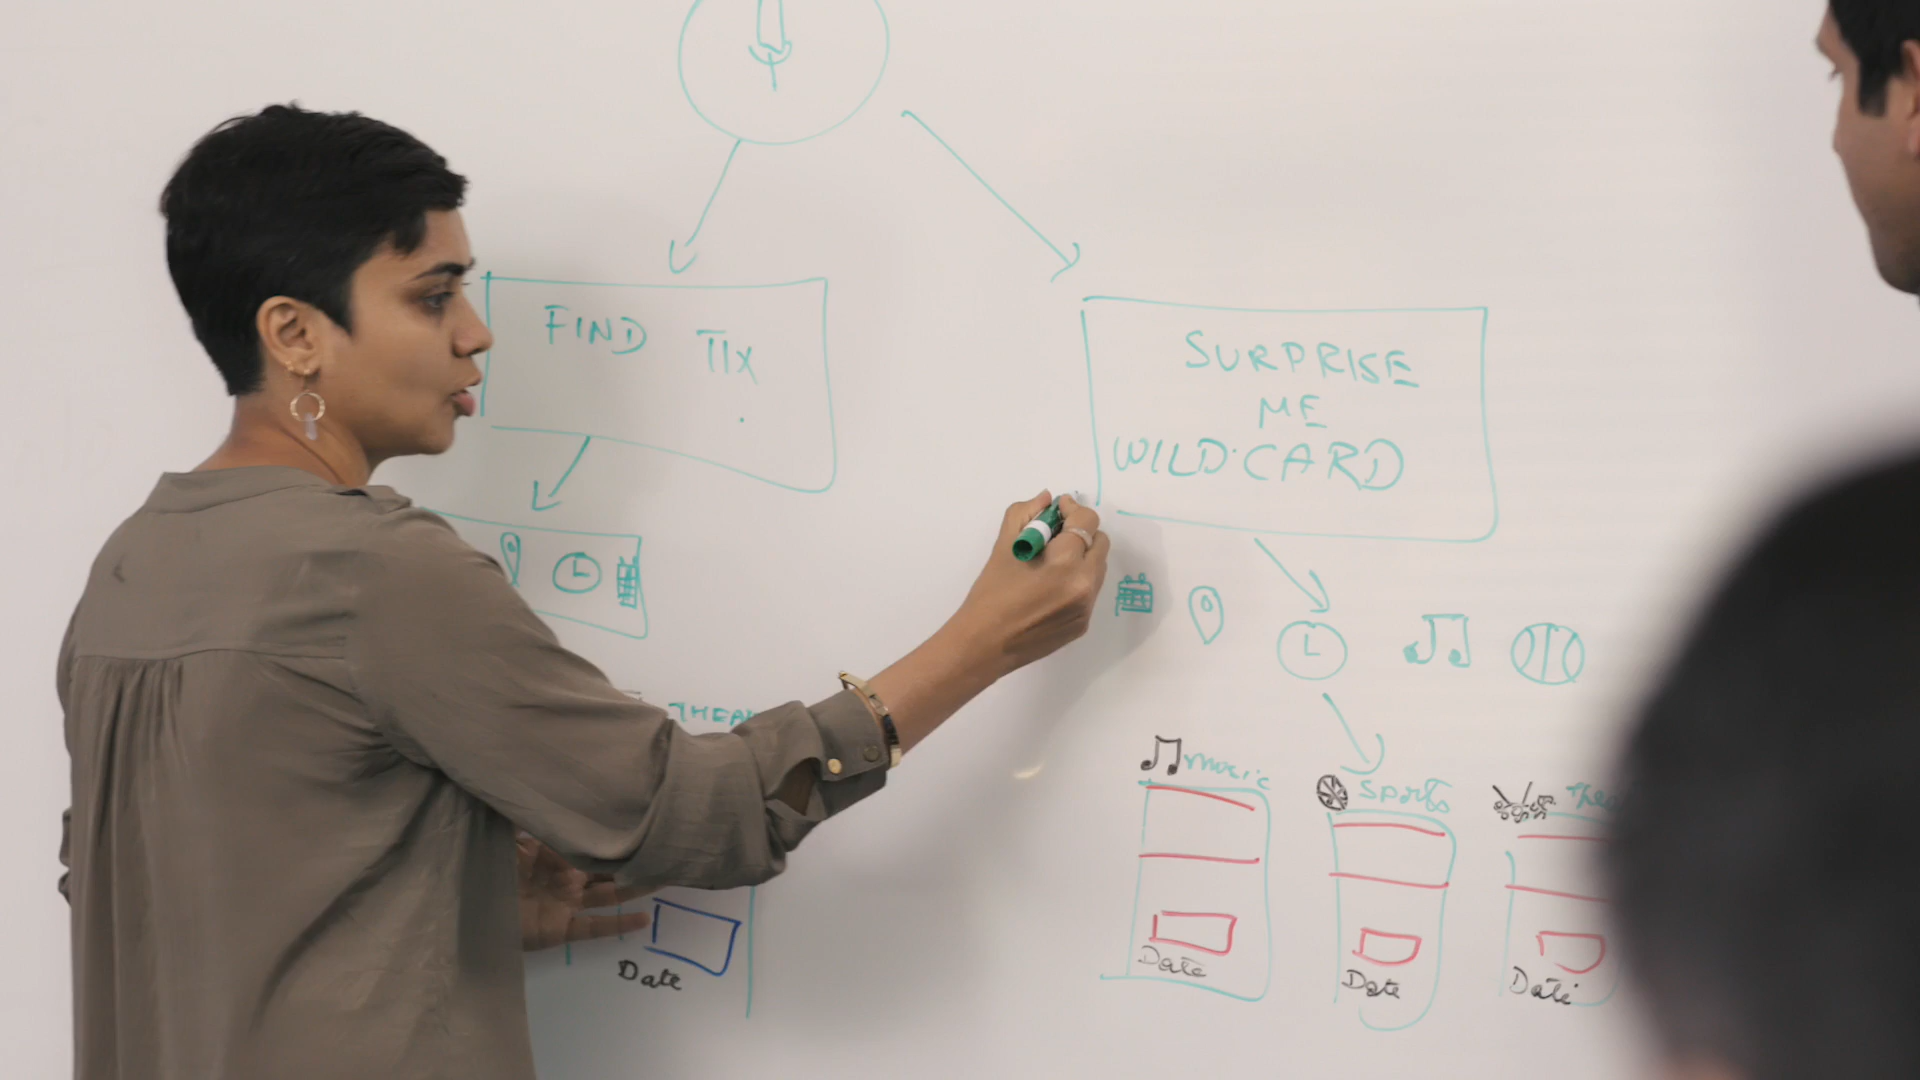 FIND TIX
SURPRISE
ME
WILD·CARD
music
Sports
Date
Date
Date
Date